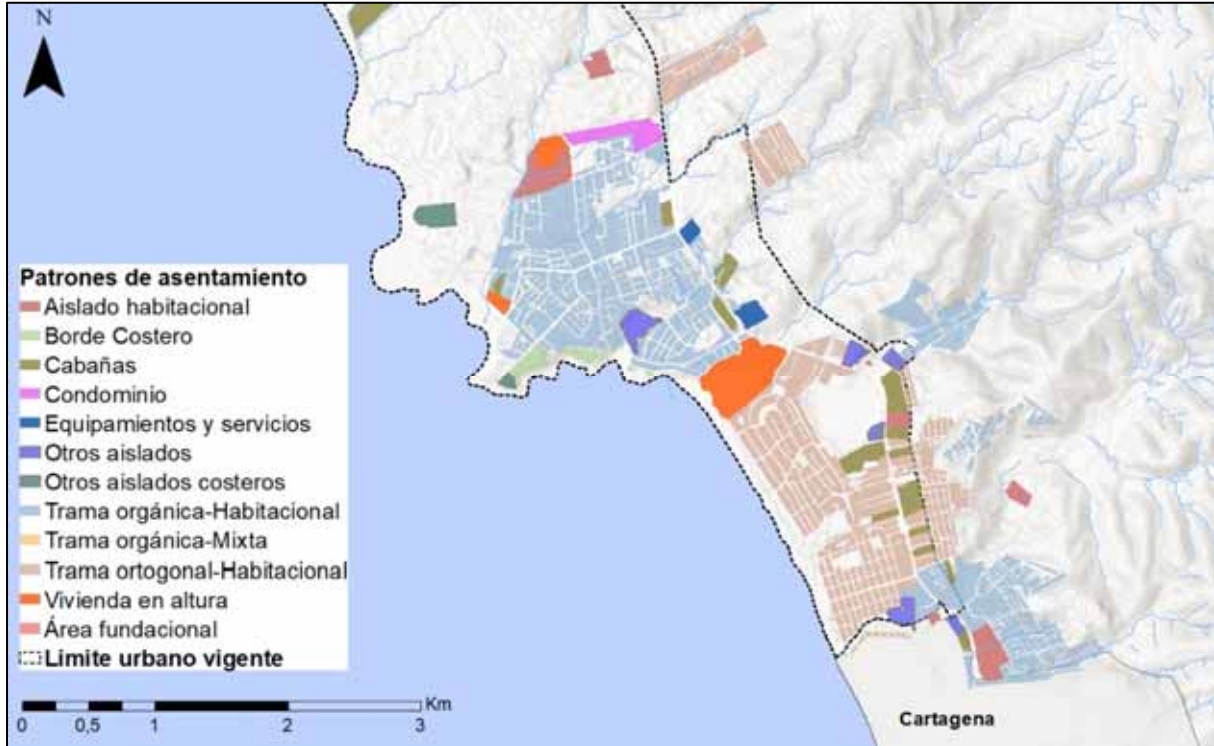 N
Patrones de asentamiento
Aislado habitacional
Borde Costero
Cabañas
Condominio
Equipamientos y servicios
Otros aislados
Otros aislados costeros
Trama orgánica-Habitacional
Trama orgánica-Mixta
Trama ortogonal-Habitacional
Vivienda en altura
Área fundacional
Limite urbano vigente
Km
0 0,5 1 2 3
Cartagena